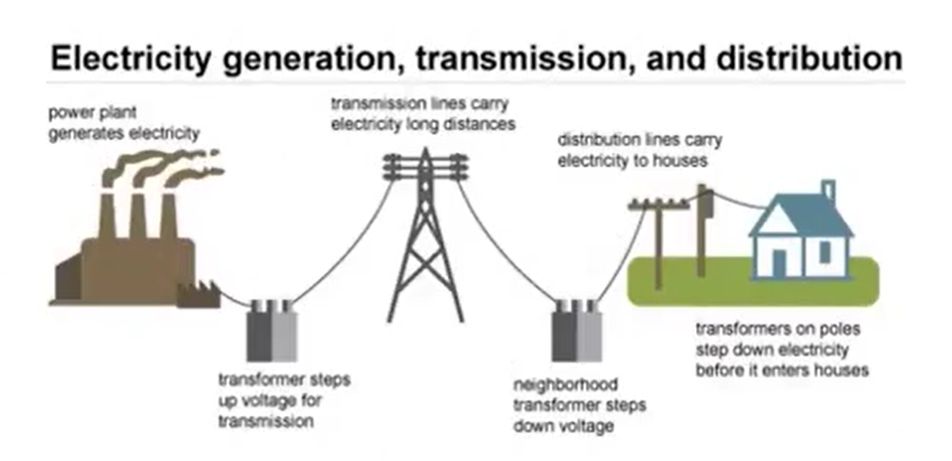 Electricity generation, transmission, and distribution
power plant
generates electricity
transmission lines carry
electricity long distances
distribution lines carry
electricity to houses
transformer steps
up voltage for
transmission
neighborhood
transformer steps
down voltage
transformers on poles
step down electricity
before it enters houses